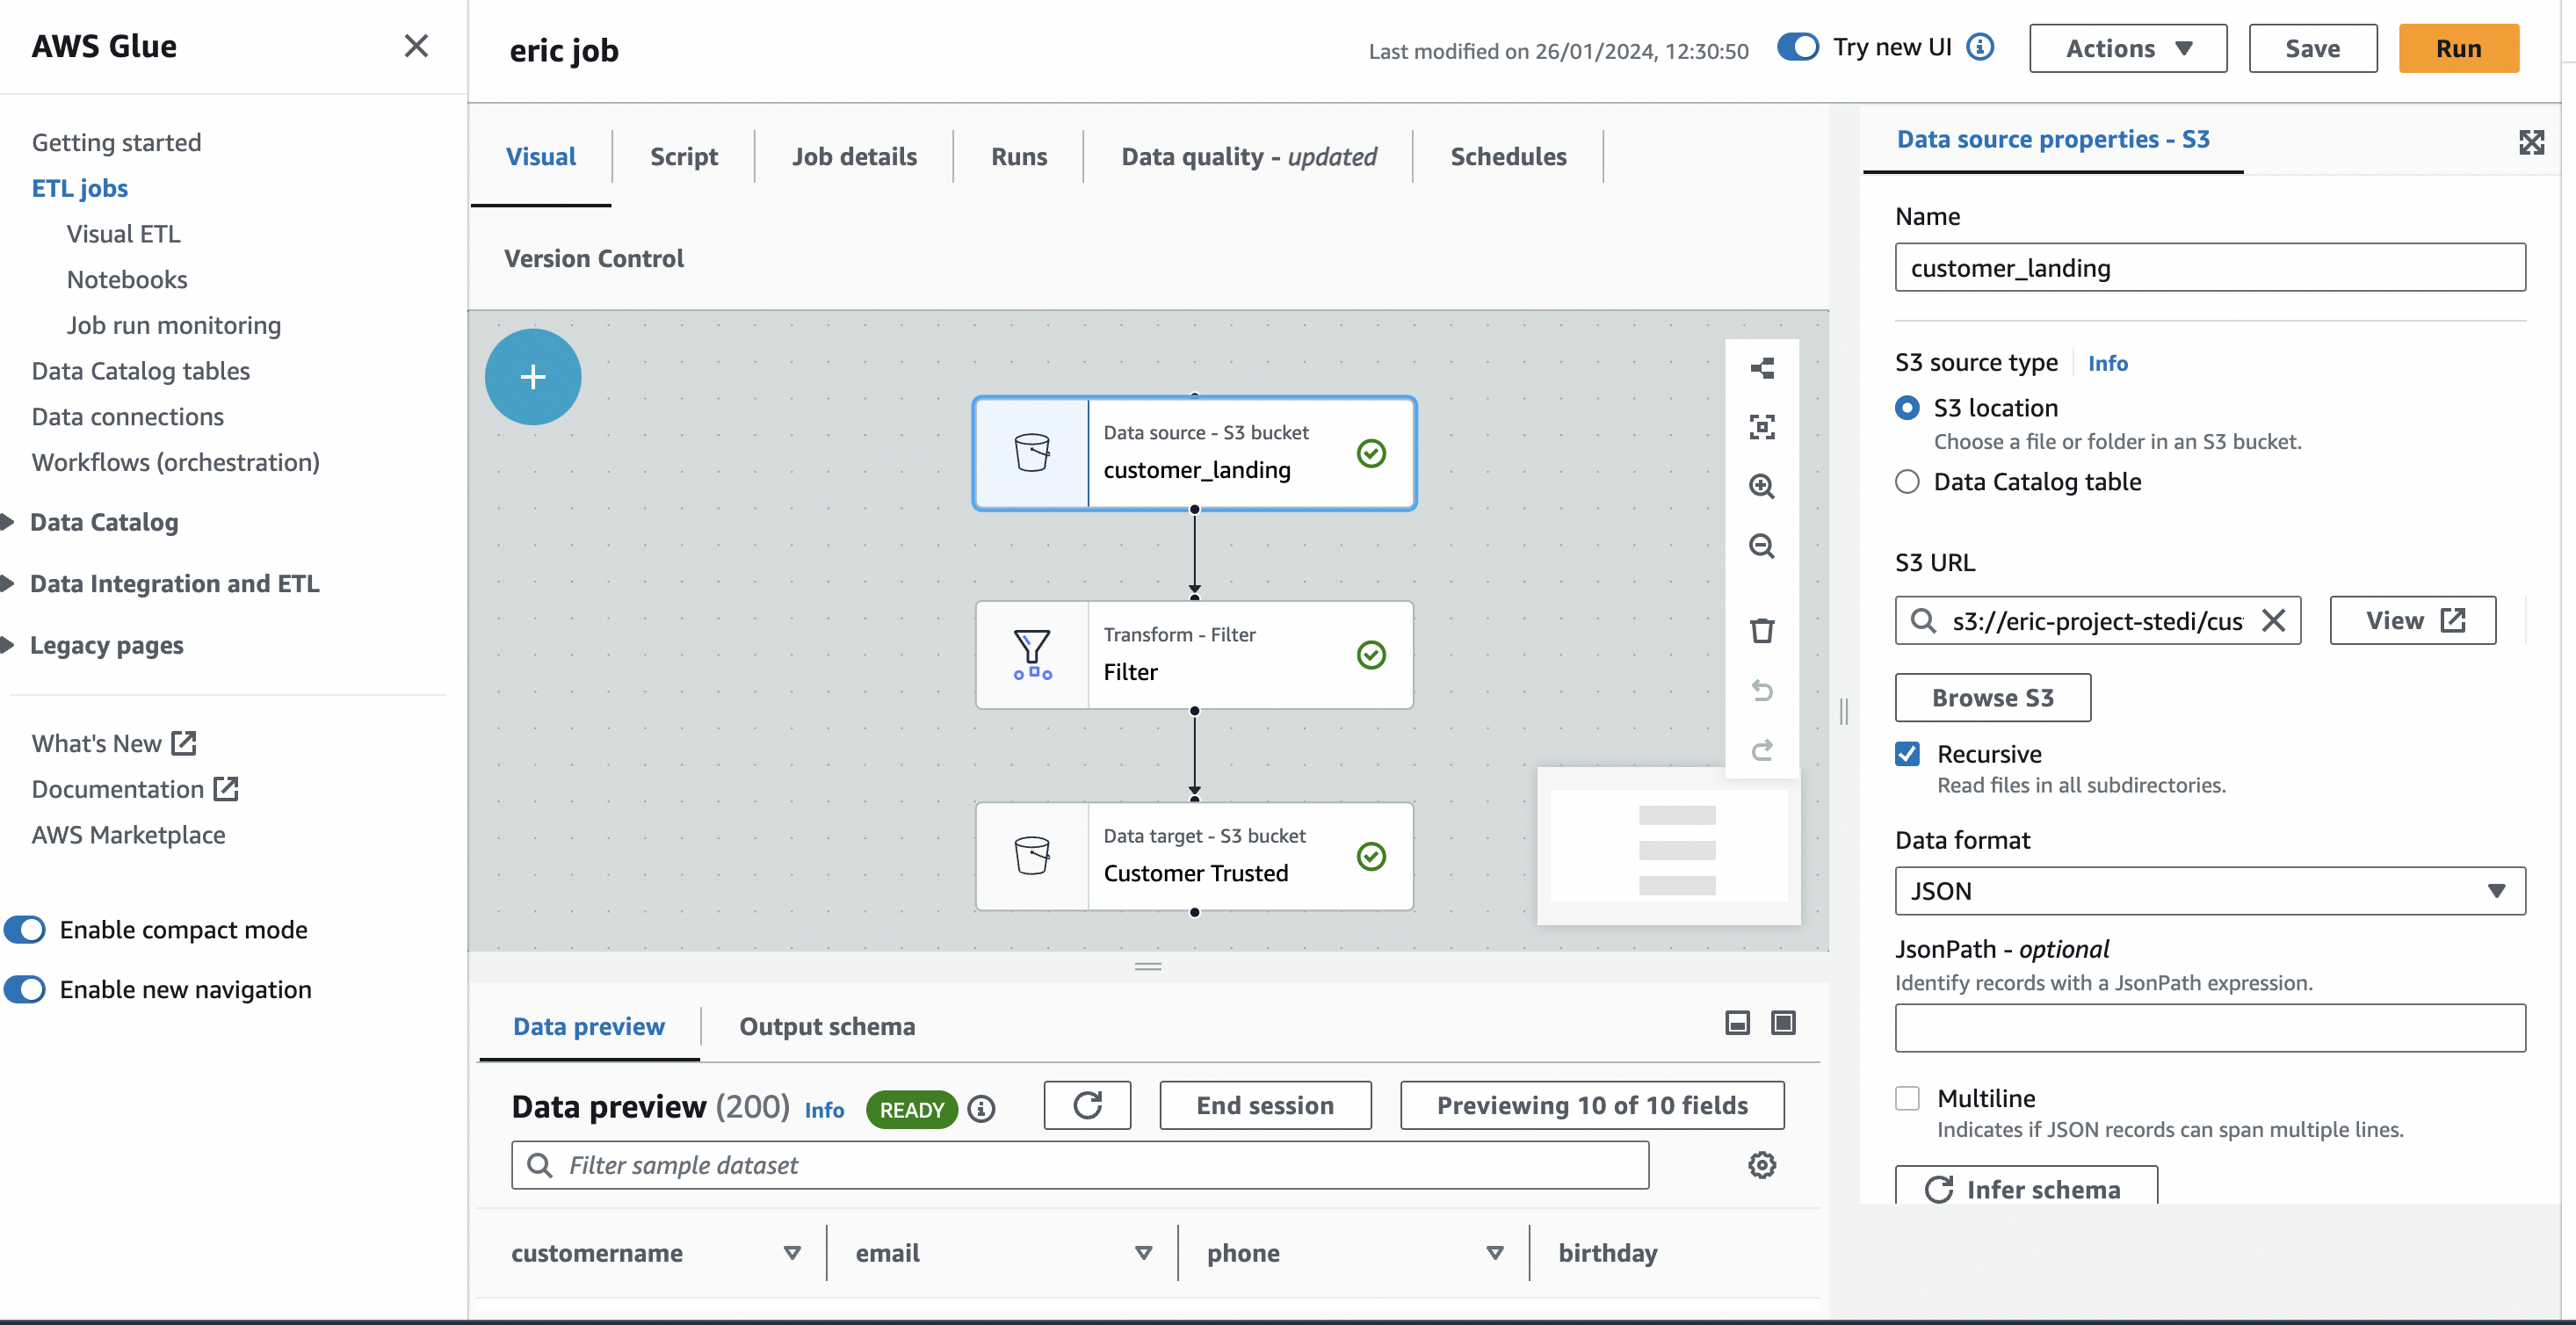 AWS Glue
Getting started
ETL jobs
Visual ETL
Notebooks
Job run monitoring
Data Catalog tables
Data connections
Workflows (orchestration)
Data Catalog
Data Integration and ETL
Legacy pages
What's New
Documentation
AWS Marketplace
Enable compact mode
Enable new navigation
eric job
Last modified on 26/01/2024, 12:30:50
Try new UI
Actions
Save
Run
Visual
Script
Job details
Runs
Data quality - updated
Schedules
Version Control
Data source - S3 bucket
customer_landing
Transform - Filter
Filter
Data target - S3 bucket
Customer Trusted
Data preview
Output schema
Data preview (200) Info
READY
End session
Previewing 10 of 10 fields
Filter sample dataset
customername
email
phone
birthday
Data source properties - S3
Name
customer_landing
S3 source type
Info
S3 location
Choose a file or folder in an S3 bucket.
Data Catalog table
S3 URL
s3://eric-project-stedi/cus
View
Browse S3
Recursive
Read files in all subdirectories.
Data format
JSON
JsonPath - optional
Identify records with a JsonPath expression.
Multiline
Indicates if JSON records can span multiple lines.
Infer schema